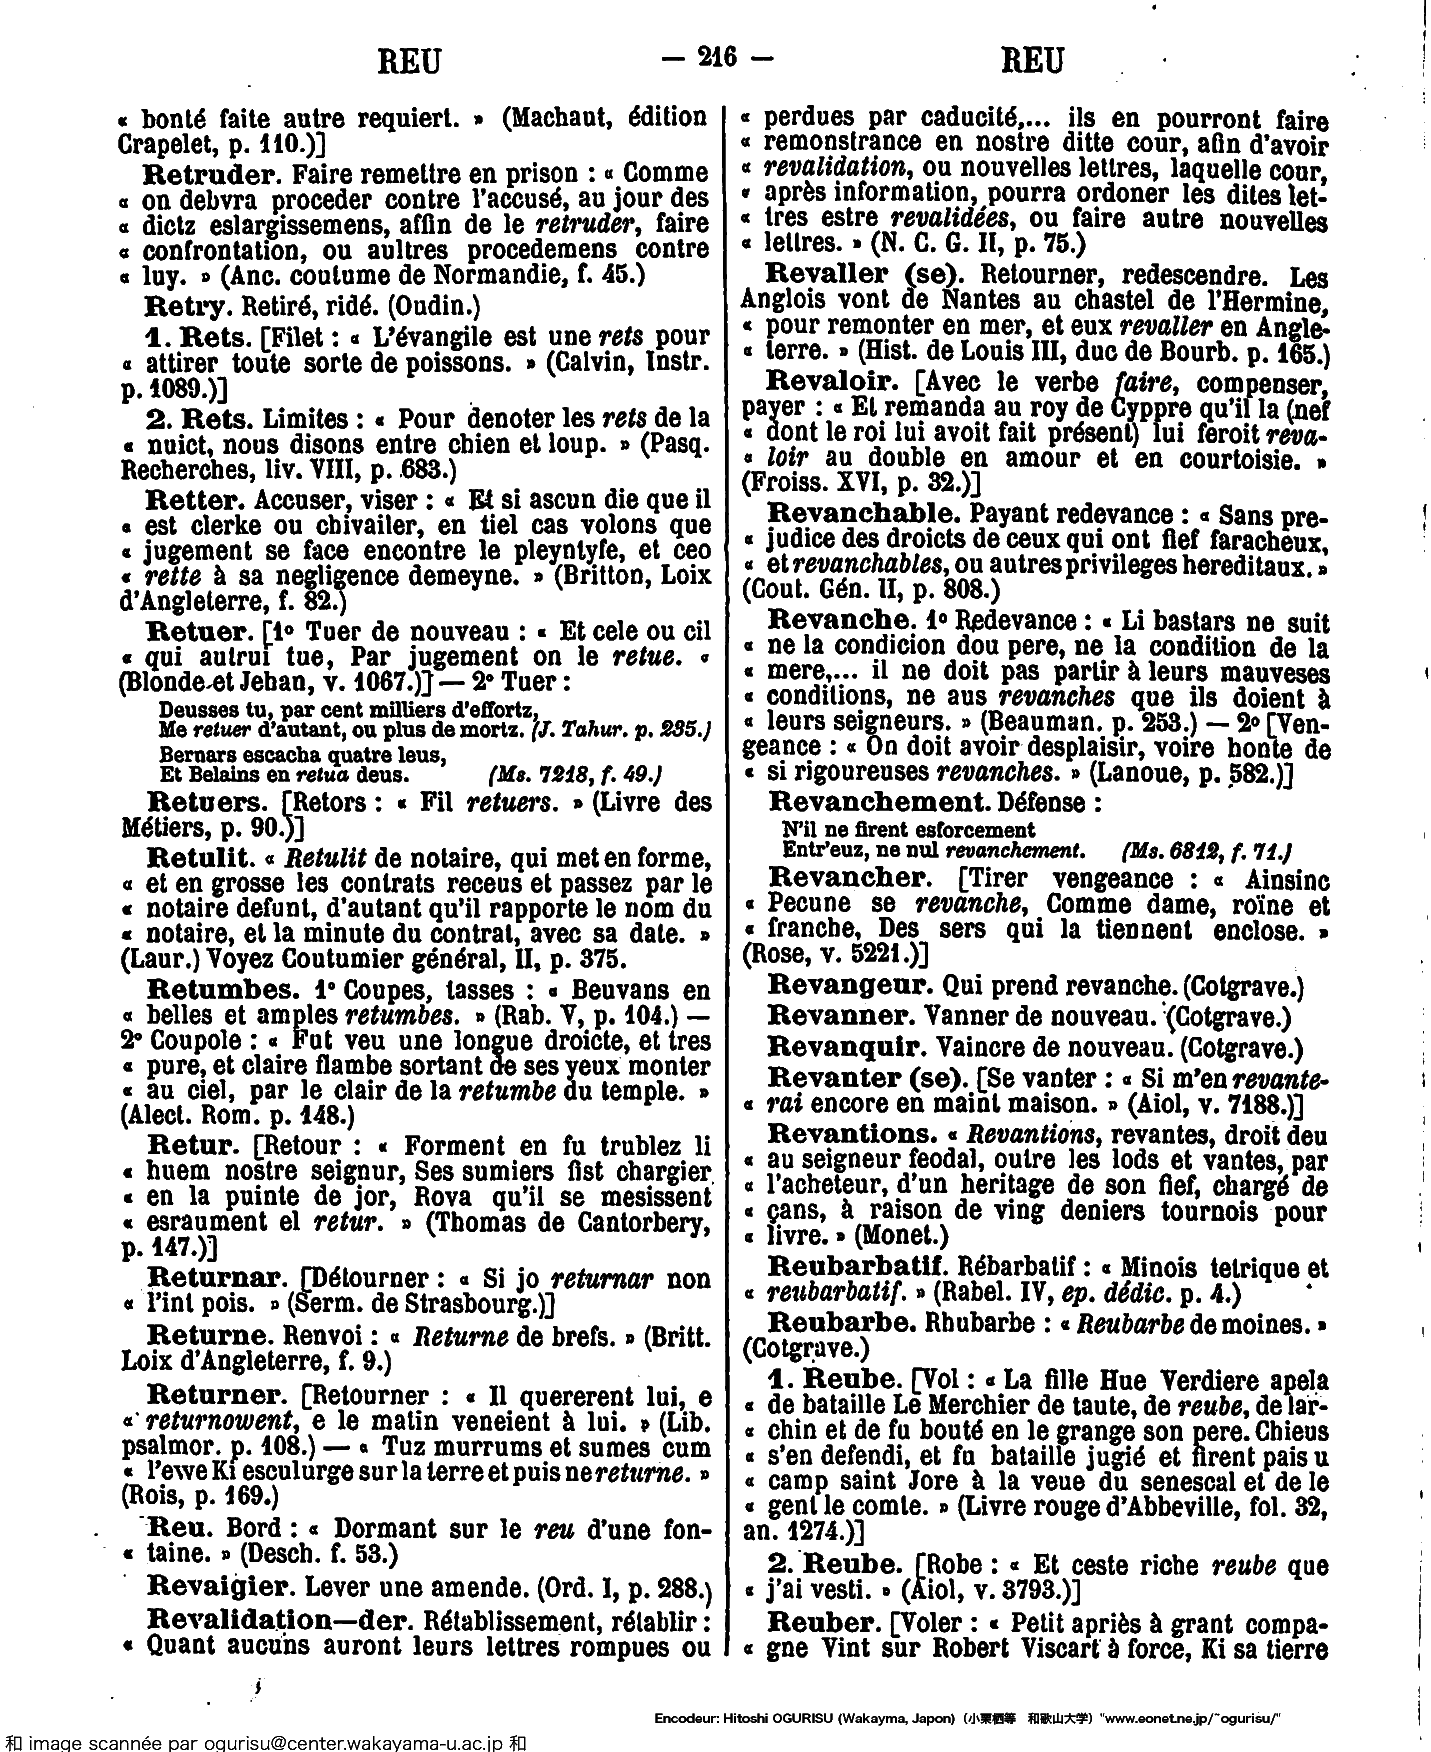 REU
— 216 —
REU
« bonté faite autre requiert. » (Machaut, édition
Crapelet, p. 110.)]
Retruder. Faire remettre en prison : « Comme
« on debvra proceder contre l'accusé, au jour des
« dictz eslargissemens, affin de le retruder, faire
« confrontation, ou aultres procedemens contre
« luy. » (Anc. coutume de Normandie, f. 45.)
Retry. Retiré, ridé. (Oudin.)
1. Rets. [Filet : « L'évangile est une rets pour
« attirer toute sorte de poissons. » (Calvin, Instr.
p. 1089.)]
2. Rets. Limites : « Pour denoter les rets de la
« nuict, nous disons entre chien et loup. » (Pasq.
Recherches, liv. VIII, p. 683.)
Retter. Accuser, viser : « Et si ascun die que il
« est clerke ou chivailer, en tiel cas volons que
« jugement se face encontre le pleyntyfe, et ceo
« rette à sa negligence demeyne. » (Britton, Loix
d'Angleterre, f. 82.)
Retuer. [1° Tuer de nouveau : « Et cele ou cil
« qui autrui tue, Par jugement on le retue. «
(Blonde et Jehan, v. 1067.)] — 2° Tuer :
Deusses tu, par cent milliers d'effortz,
Me retuer d'autant, ou plus de mortz. (J. Tahur. p. 235.)
Bernars escacha quatre leus,
Et Belains en retua deus. (Ms. 7218, f. 49.)
Retuers. [Retors : « Fil retuers. » (Livre des
Métiers, p. 90.)]
Retulit. « Retulit de notaire, qui met en forme,
« et en grosse les contrats receus et passez par le
« notaire defunt, d'autant qu'il rapporte le nom du
« notaire, et la minute du contrat, avec sa date. »
(Laur.) Voyez Coutumier général, II, p. 375.
Retumbes. 1° Coupes, tasses : « Beuvans en
« belles et amples retumbes. » (Rab. V, p. 104.) —
2° Coupole : « Fut veu une longue droicte, et tres
« pure, et claire flambe sortant de ses yeux monter
« au ciel, par le clair de la retumbe du temple. »
(Alect. Rom. p. 148.)
Retur. [Retour : « Forment en fu trublez li
« huem nostre seignur, Ses sumiers fist chargier
« en la puinte de jor, Rova qu'il se mesissent
« esraument el retur. » (Thomas de Cantorbery,
p. 147.)]
Returnar. [Détourner : « Si jo returnar non
« l'int pois. » (Serm. de Strasbourg.)]
Returne. Renvoi : « Returne de brefs. » (Britt.
Loix d'Angleterre, f. 9.)
Returner. [Retourner : « Il quererent lui, e
« returnowent, e le matin veneient à lui. » (Lib.
psalmor. p. 108.) — « Tuz murrums et sumes cum
« l'ewe Ki esculurge sur la terre et puis ne returne. »
(Rois, p. 169.)
Reu. Bord : « Dormant sur le reu d'une fon-
« taine. » (Desch. f. 53.)
Revaigier. Lever une amende. (Ord. I, p. 288.)
Revalidation—der. Rétablissement, rétablir :
« Quant aucuns auront leurs lettres rompues ou
« perdues par caducité,... ils en pourront faire
« remonstrance en nostre ditte cour, afin d'avoir
« revalidation, ou nouvelles lettres, laquelle cour,
« après information, pourra ordoner les dites let-
« tres estre revalidées, ou faire autre nouvelles
« lettres. » (N. C. G. II, p. 75.)
Revaller (se). Retourner, redescendre. Les
Anglois vont de Nantes au chastel de l'Hermine,
« pour remonter en mer, et eux revaller en Angle-
« terre. » (Hist. de Louis III, duc de Bourb. p. 165.)
Revaloir. [Avec le verbe faire, compenser,
payer : « Et remanda au roy de Cyppre qu'il la (nef
« dont le roi lui avoit fait présent) lui feroit reva-
« loir au double en amour et en courtoisie. »
(Froiss. XVI, p. 32.)]
Revanchable. Payant redevance : « Sans pre-
« judice des droicts de ceux qui ont fief faracheux,
« et revanchables, ou autres privileges hereditaux. »
(Cout. Gén. II, p. 808.)
Revanche. 1° Redevance : « Li bastars ne suit
« ne la condicion dou pere, ne la condition de la
« mere,... il ne doit pas partir à leurs mauveses
« conditions, ne aus revanches que ils doient à
« leurs seigneurs. » (Beauman. p. 253.) — 2° [Ven-
geance : « On doit avoir desplaisir, voire honte de
« si rigoureuses revanches. » (Lanoue, p. 582.)]
Revanchement. Défense :
N'il ne firent esforcement
Entr'euz, ne nul revanchement. (Ms. 6812, f. 71.)
Revancher. [Tirer vengeance : « Ainsinc
« Pecune se revanche, Comme dame, roïne et
« franche, Des sers qui la tiennent enclose. »
(Rose, v. 5221.)]
Revangeur. Qui prend revanche. (Cotgrave.)
Revanner. Vanner de nouveau. (Cotgrave.)
Revanquir. Vaincre de nouveau. (Cotgrave.)
Revanter (se). [Se vanter : « Si m'en revante-
« rai encore en maint maison. » (Aiol, v. 7188.)]
Revantions. « Revantions, revantes, droit deu
« au seigneur feodal, outre les lods et vantes, par
« l'acheteur, d'un heritage de son fief, chargé de
« çans, à raison de ving deniers tournois pour
« livre. » (Monet.)
Reubarbatif. Rébarbatif : « Minois tetrique et
« reubarbatif. » (Rabel. IV, ep. dédic. p. 4.)
Reubarbe. Rhubarbe : « Reubarbe de moines. »
(Cotgrave.)
1. Reube. [Vol : « La fille Hue Verdiere apela
« de bataille Le Merchier de taute, de reube, de lar-
« chin et de fu bouté en le grange son pere. Chieus
« s'en defendi, et fu bataille jugié et firent pais u
« camp saint Jore à la veue du senescal et de le
« gent le comte. » (Livre rouge d'Abbeville, fol. 32,
an. 1274.)]
2. Reube. [Robe : « Et ceste riche reube que
« j'ai vesti. » (Aiol, v. 3793.)]
Reuber. [Voler : « Petit apriès à grant compa-
« gne Vint sur Robert Viscart à force, Ki sa tierre
Encodeur: Hitoshi OGURISU (Wakayma, Japon) (小栗栖等 和歌山大学) "www.eonet.ne.jp/~ogurisu/"
和 image scannée par ogurisu@center.wakayama-u.ac.jp 和